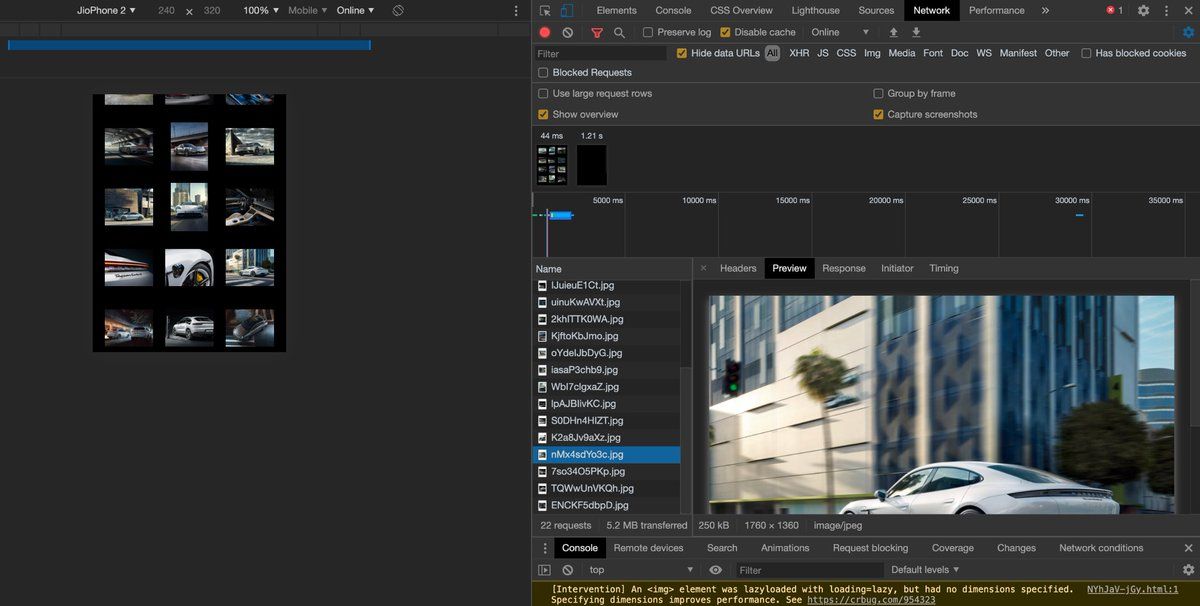 JioPhone 2 ▼ 240 × 320 100% ▼ Mobile ▼ Online ▼
Elements Console CSS Overview Lighthouse Sources Network Performance » 1
Preserve log Disable cache Online ▼
Filter Hide data URLs All XHR JS CSS Img Media Font Doc WS Manifest Other Has blocked cookies
Blocked Requests
Use large request rows Group by frame
Show overview Capture screenshots
44 ms 1.21 s
5000 ms 10000 ms 15000 ms 20000 ms 25000 ms 30000 ms 35000 ms
Name × Headers Preview Response Initiator Timing
IJuieuE1Ct.jpg
uinuKwAVXt.jpg
2khITTK0WA.jpg
KjftoKbJmo.jpg
oYdelJbDyG.jpg
iasaP3chb9.jpg
WbI7clgxaZ.jpg
lpAJBIivKC.jpg
S0DHn4HIZT.jpg
K2a8Jv9aXz.jpg
nMx4sdYo3c.jpg
7so34O5PKp.jpg
TQWwUnVKQh.jpg
ENCKF5dbpD.jpg
22 requests 5.2 MB transferred 250 kB 1760 × 1360 image/jpeg
Console Remote devices Search Animations Request blocking Coverage Changes Network conditions ×
top ▼ Filter Default levels ▼
[Intervention] An <img> element was lazyloaded with loading=lazy, but had no dimensions specified. NYhJaV-jGy.html:1
Specifying dimensions improves performance. See https://crbug.com/954323